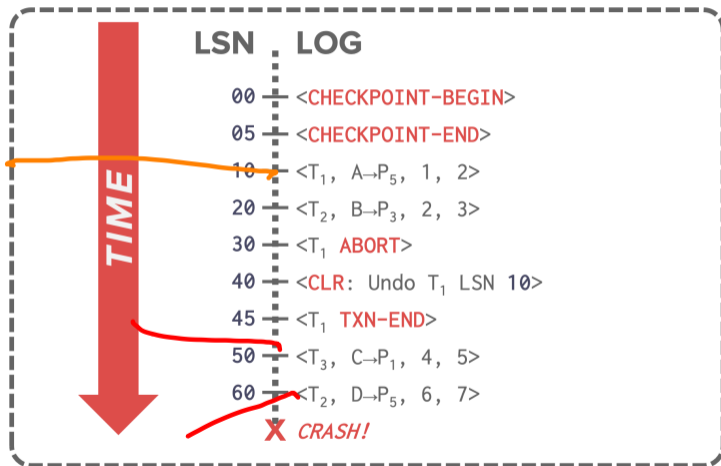 LSN LOG
00 <CHECKPOINT-BEGIN>
05 <CHECKPOINT-END>
10 <T₁, A→P₅, 1, 2>
20 <T₂, B→P₃, 2, 3>
30 <T₁ ABORT>
40 <CLR: Undo T₁ LSN 10>
45 <T₁ TXN-END>
50 <T₃, C→P₁, 4, 5>
60 <T₂, D→P₅, 6, 7>
X CRASH!
TIME